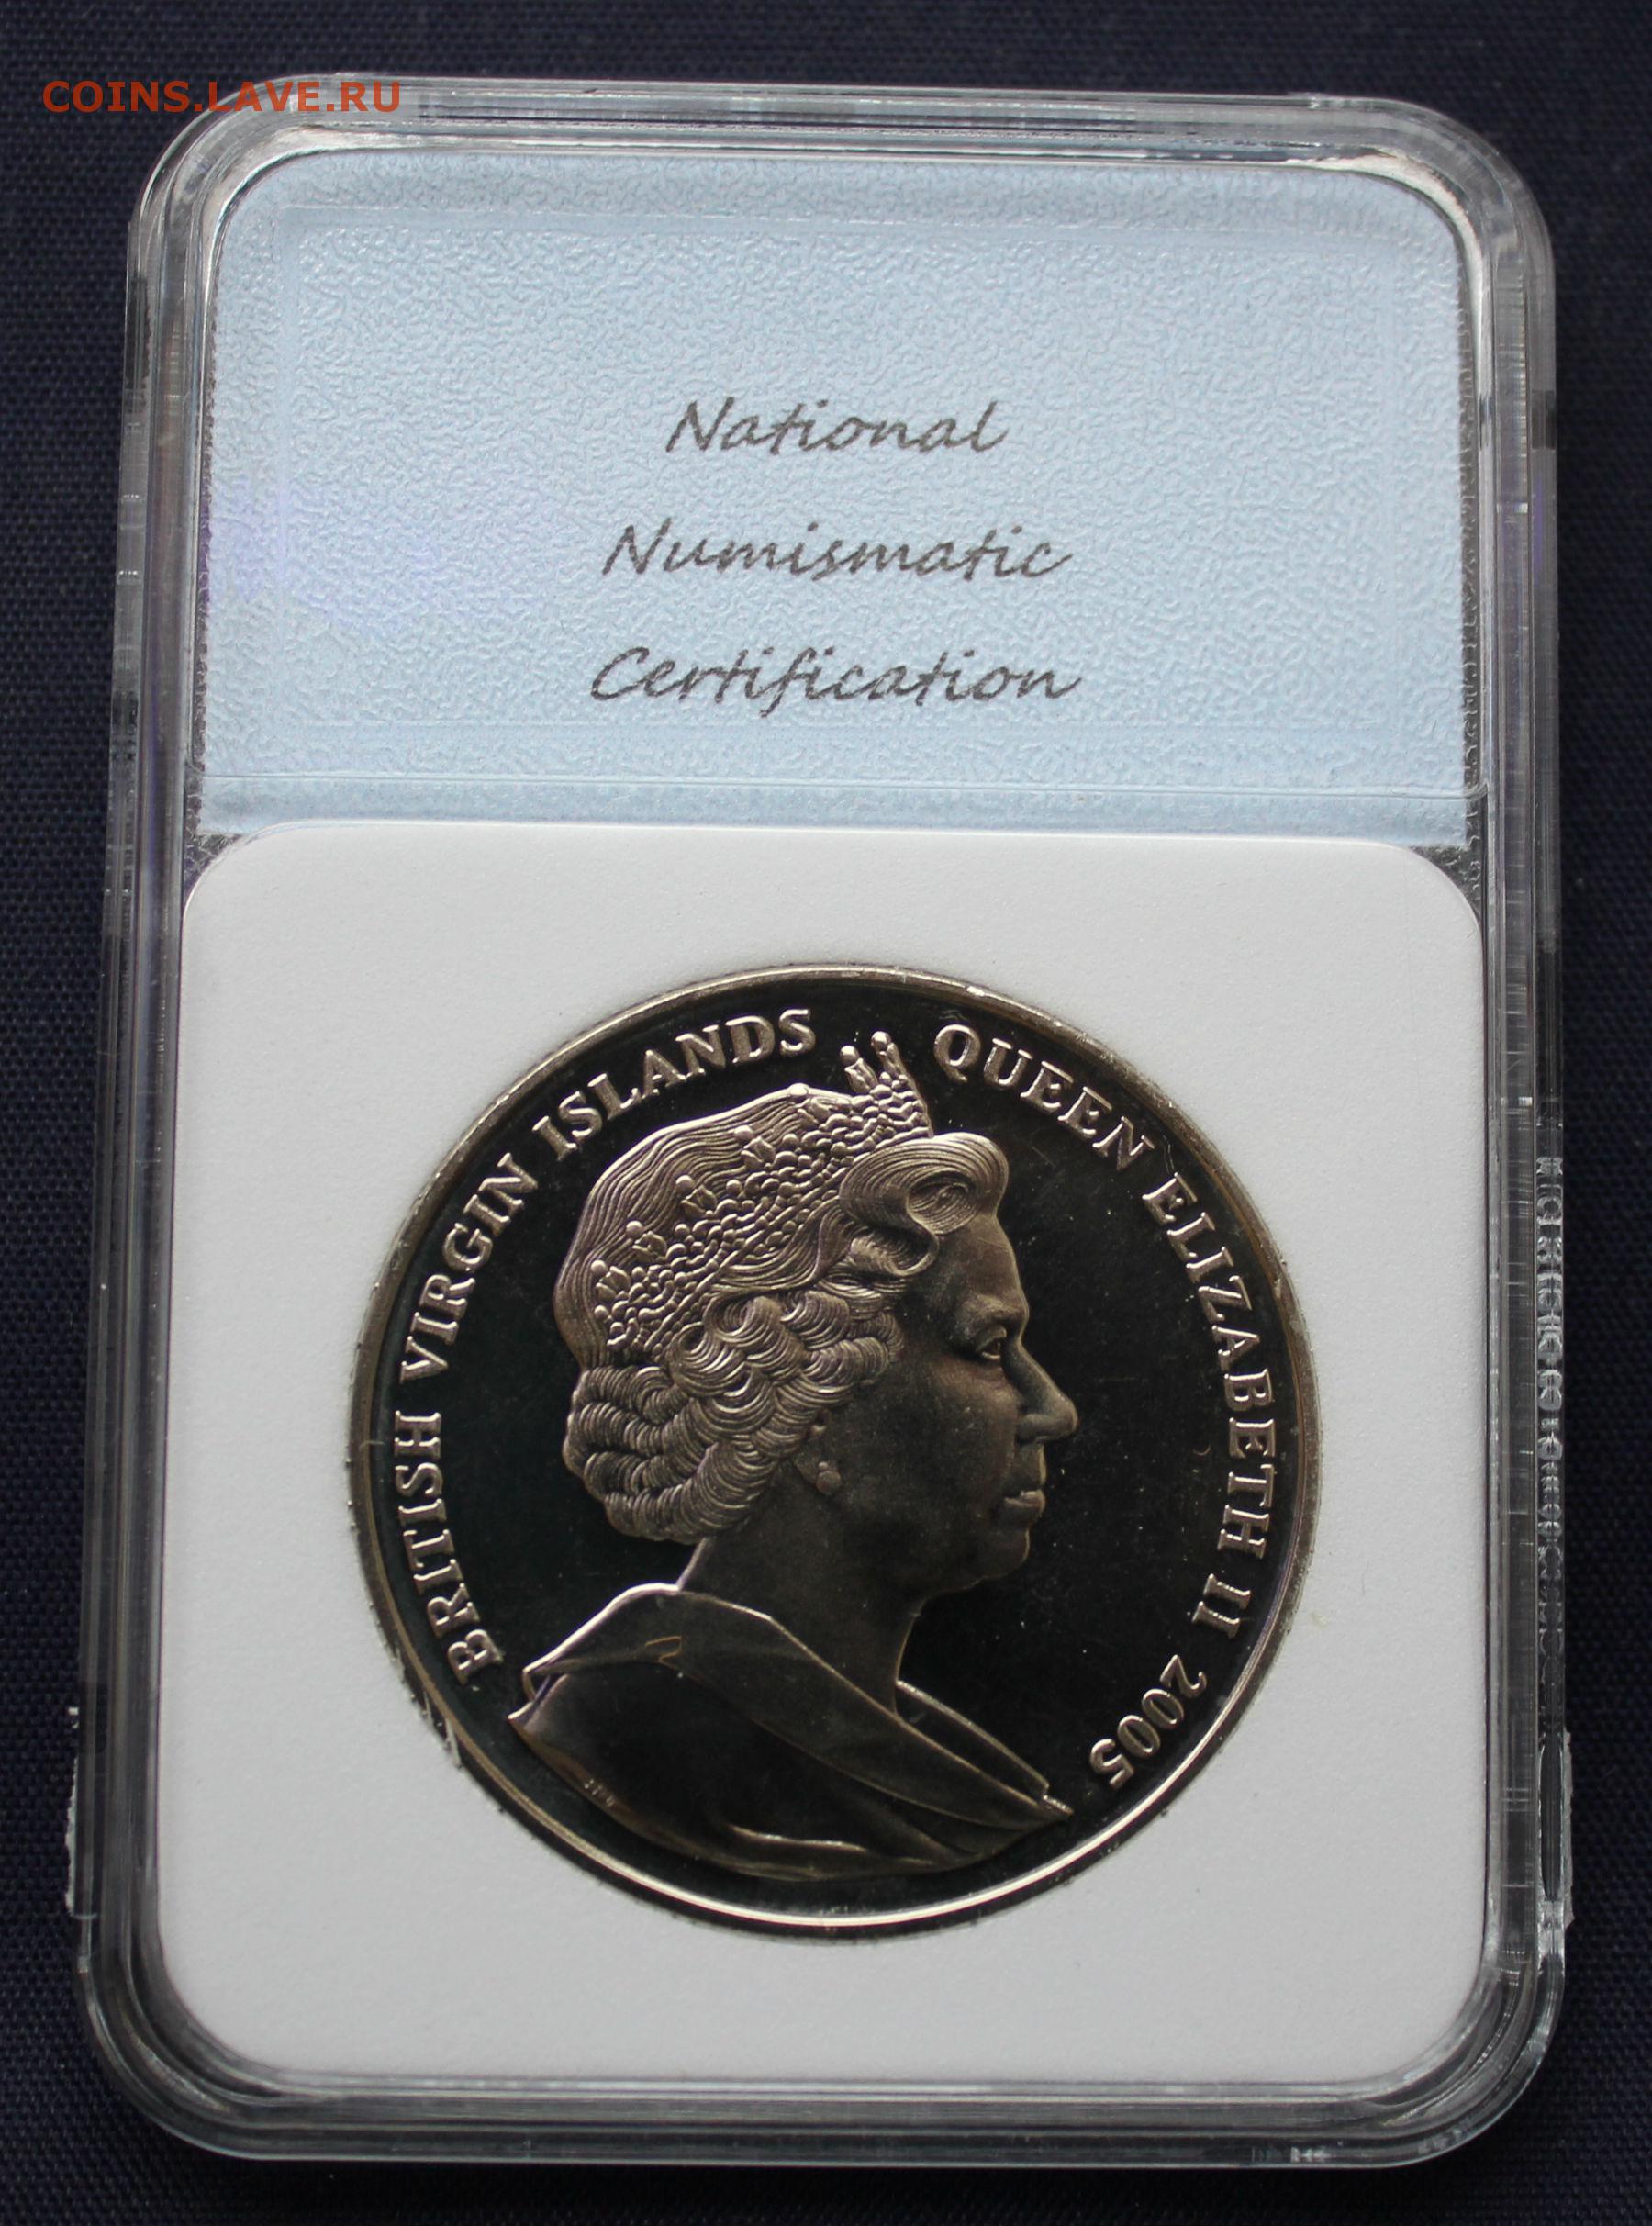 COINS.LAVE.RU
National
Numismatic
Certification
BRITISH VIRGIN ISLANDS QUEEN ELIZABETH II 2005